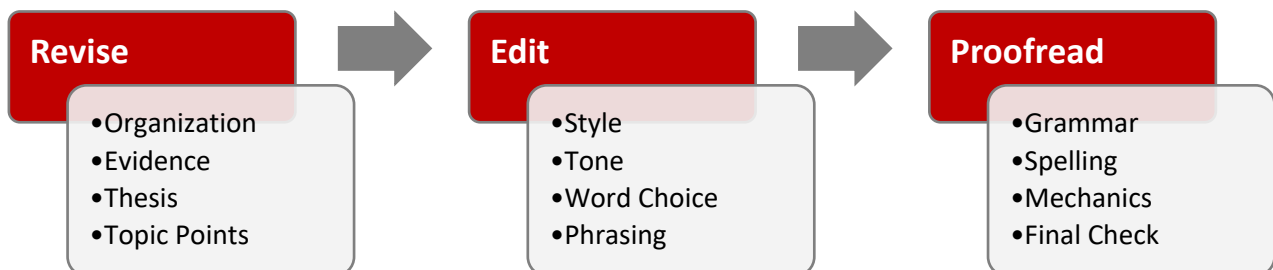 Revise
•Organization
•Evidence
•Thesis
•Topic Points
Edit
•Style
•Tone
•Word Choice
•Phrasing
Proofread
•Grammar
•Spelling
•Mechanics
•Final Check